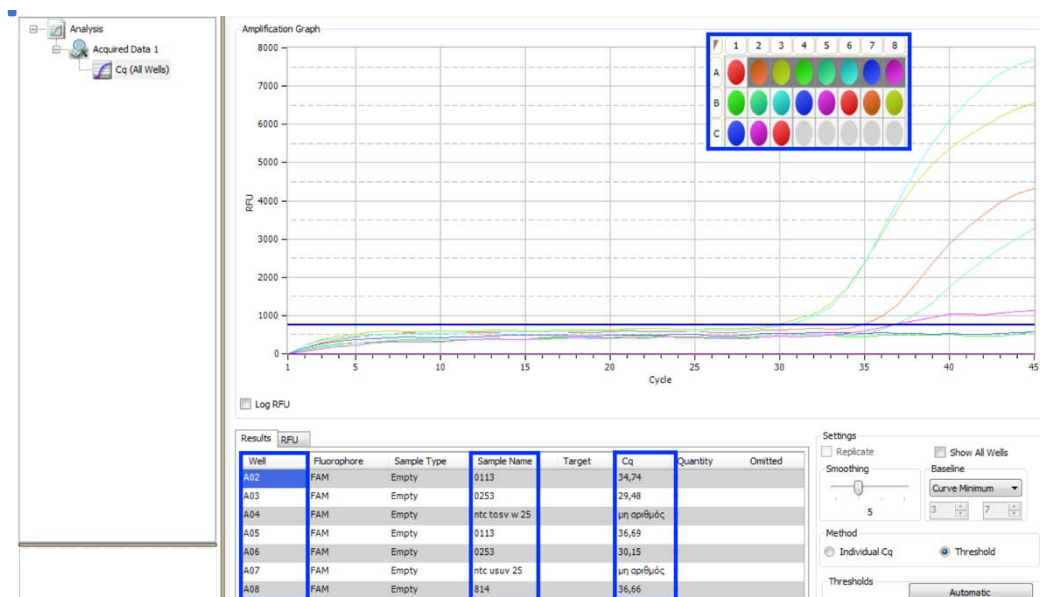 Analysis
Acquired Data 1
Cq (All Wells)
Amplification Graph
8000
7000
6000
5000
4000
3000
2000
1000
0
RFU
1 2 3 4 5 6 7 8
A
B
C
1 5 10 15 20 25 30 35 40 45
Cycle
Log RFU
Results RFU
Well Fluorophore Sample Type Sample Name Target Cq Quantity Omitted
A02 FAM Empty 0113 34,74
A03 FAM Empty 0253 29,48
A04 FAM Empty ntc tosv w 25 μη αριθμός
A05 FAM Empty 0113 36,69
A06 FAM Empty 0253 30,15
A07 FAM Empty ntc usuv 25 μη αριθμός
A08 FAM Empty 814 36,66
Settings
Replicate Show All Wells
Smoothing Baseline
Curve Minimum
5 3 7
Method
Individual Cq Threshold
Thresholds
Automatic